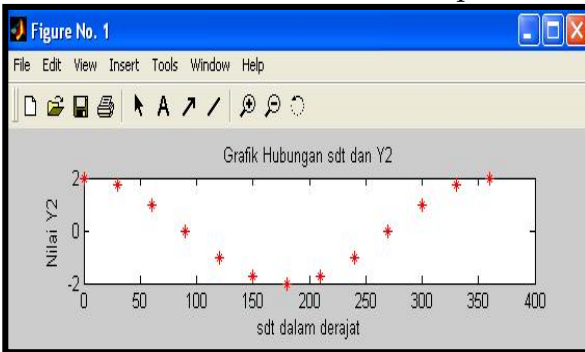 Figure No. 1
File Edit View Insert Tools Window Help
Grafik Hubungan sdt dan Y2
Nilai Y2
2
0
-2
0 50 100 150 200 250 300 350 400
sdt dalam derajat